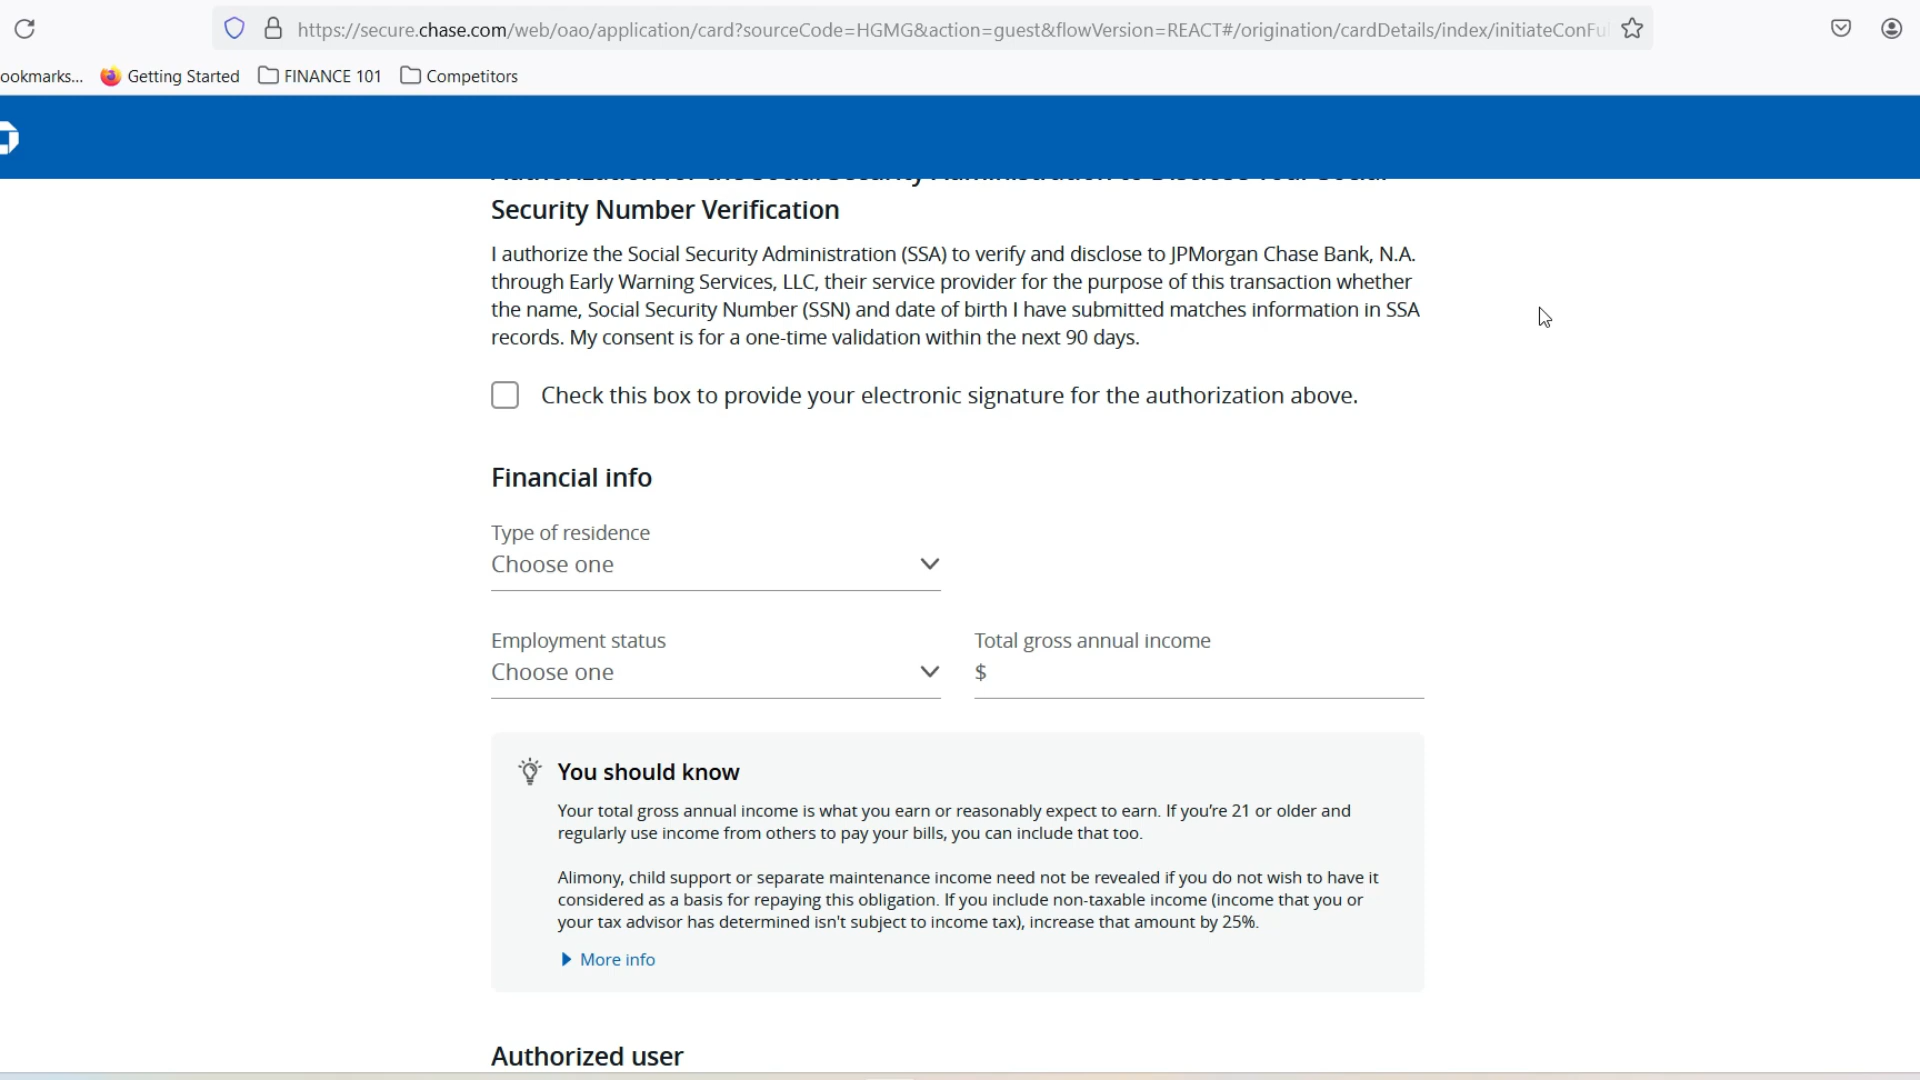 https://secure.chase.com/web/oao/application/card?sourceCode=HGMG&action=guest&flowVersion=REACT#/origination/cardDetails/index/initiateConFu
ookmarks... Getting Started FINANCE 101 Competitors
Authorization for the Social Security Administration to Disclose Your Social
Security Number Verification
I authorize the Social Security Administration (SSA) to verify and disclose to JPMorgan Chase Bank, N.A.
through Early Warning Services, LLC, their service provider for the purpose of this transaction whether
the name, Social Security Number (SSN) and date of birth I have submitted matches information in SSA
records. My consent is for a one-time validation within the next 90 days.
Check this box to provide your electronic signature for the authorization above.
Financial info
Type of residence
Choose one
Employment status Total gross annual income
Choose one $
You should know
Your total gross annual income is what you earn or reasonably expect to earn. If you're 21 or older and
regularly use income from others to pay your bills, you can include that too.
Alimony, child support or separate maintenance income need not be revealed if you do not wish to have it
considered as a basis for repaying this obligation. If you include non-taxable income (income that you or
your tax advisor has determined isn't subject to income tax), increase that amount by 25%.
More info
Authorized user